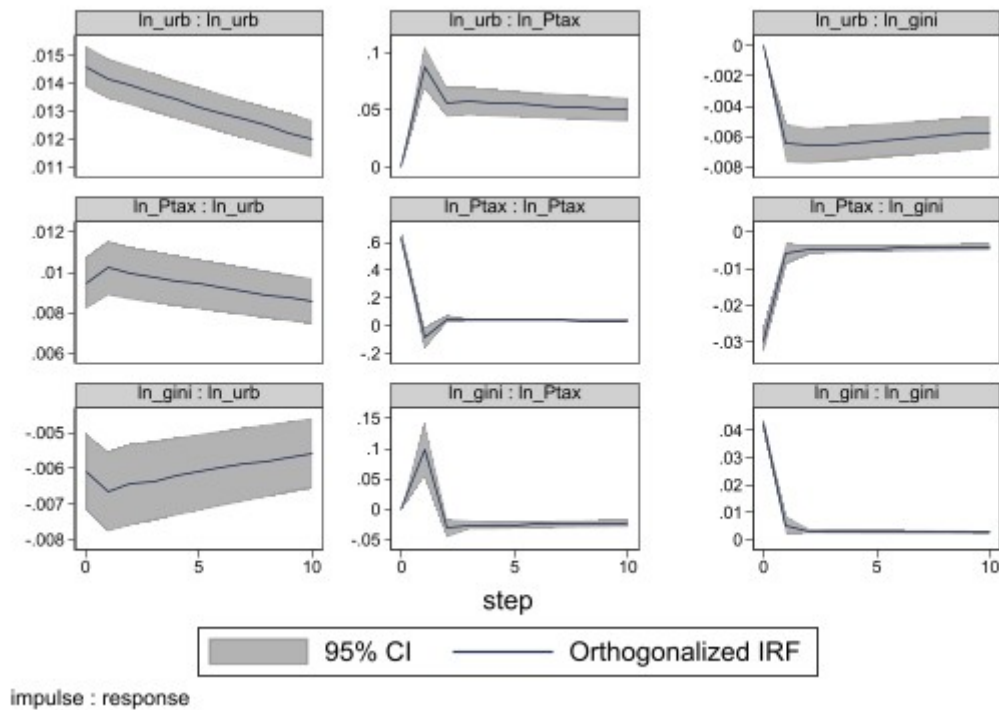 ln_urb : ln_urb
ln_urb : ln_Ptax
ln_urb : ln_gini
.015
.014
.013
.012
.011
.1
.05
0
0
-.002
-.004
-.006
-.008
ln_Ptax : ln_urb
ln_Ptax : ln_Ptax
ln_Ptax : ln_gini
.012
.01
.008
.006
.6
.4
.2
0
-.2
0
-.01
-.02
-.03
ln_gini : ln_urb
ln_gini : ln_Ptax
ln_gini : ln_gini
-.005
-.006
-.007
-.008
.15
.1
.05
0
-.05
.04
.03
.02
.01
0
0 5 10
0 5 10
0 5 10
step
95% CI
Orthogonalized IRF
impulse : response